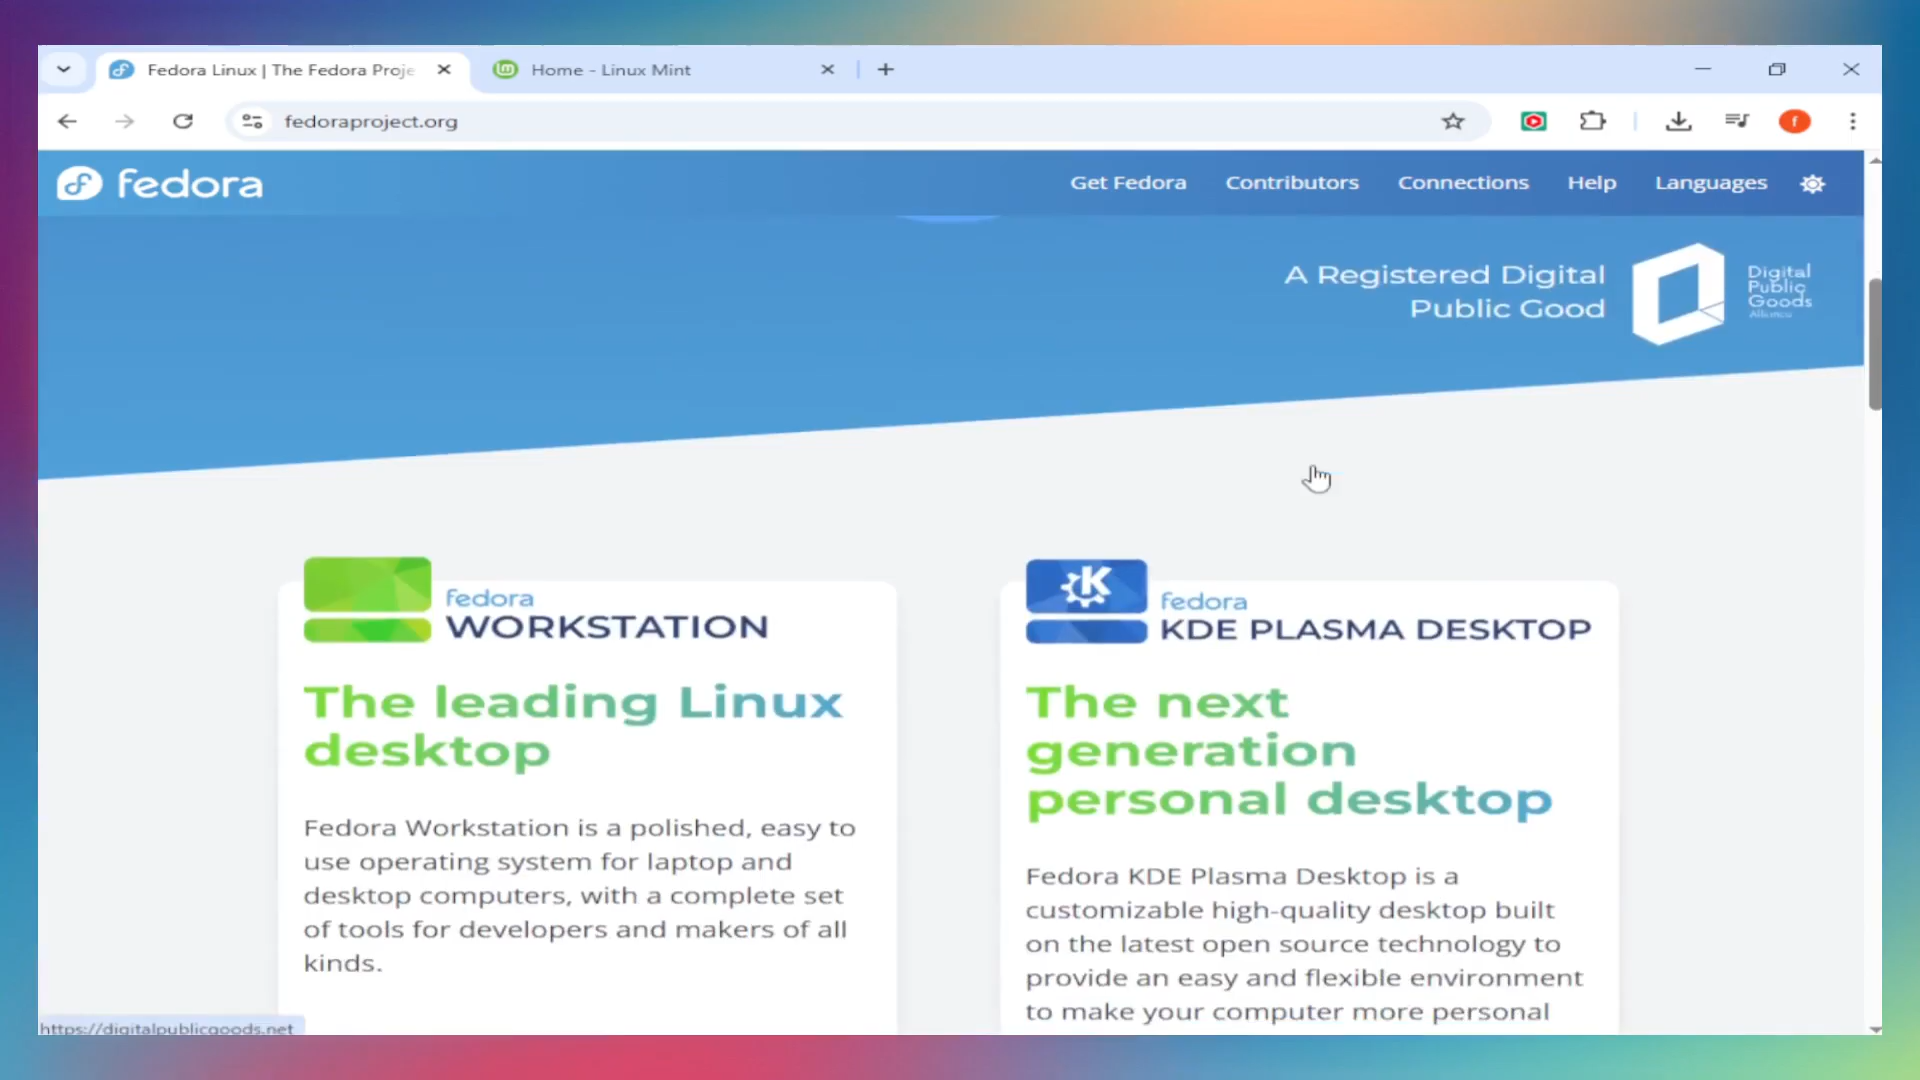 Fedora Linux | The Fedora Proje
Home - Linux Mint
fedoraproject.org
f
fedora
Get Fedora
Contributors
Connections
Help
Languages
A Registered Digital
Public Good
Digital
Public
Goods
Alliance
fedora
WORKSTATION
The leading Linux
desktop
Fedora Workstation is a polished, easy to
use operating system for laptop and
desktop computers, with a complete set
of tools for developers and makers of all
kinds.
K
fedora
KDE PLASMA DESKTOP
The next
generation
personal desktop
Fedora KDE Plasma Desktop is a
customizable high-quality desktop built
on the latest open source technology to
provide an easy and flexible environment
to make your computer more personal
https://digitalpublicgoods.net